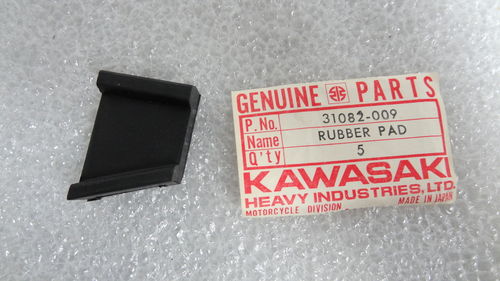 GENUINE PARTS
P. No. 31082-009
Name RUBBER PAD
Q'ty 5
KAWASAKI
HEAVY INDUSTRIES, LTD.
MOTORCYCLE DIVISION MADE IN JAPAN